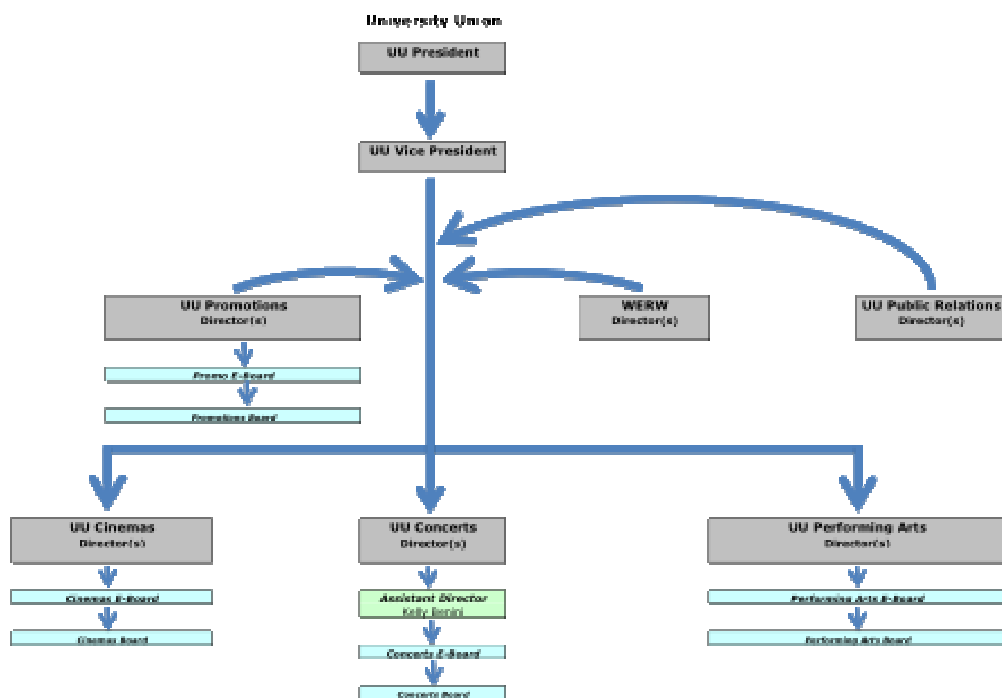 University Union
UU President
UU Vice President
UU Promotions
Director(s)
WERW
Director(s)
UU Public Relations
Director(s)
Promo E-Board
Promotions Board
UU Cinemas
Director(s)
UU Concerts
Director(s)
UU Performing Arts
Director(s)
Cinemas E-Board
Assistant Director
Kelly
Performing Arts E-Board
Cinemas Board
Concerts E-Board
Performing Arts Board
Concerts Board